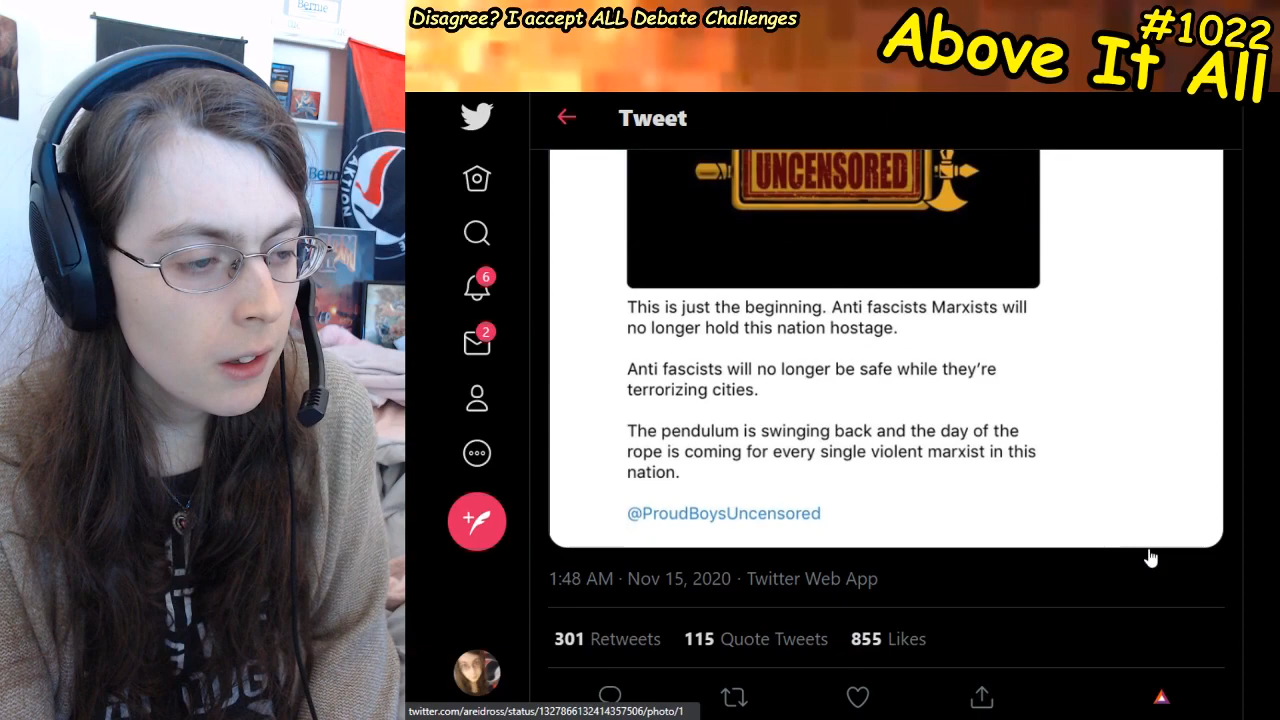 Disagree? I accept ALL Debate Challenges
#1022
Above It All
Bernie
Bern
AKTION
Tweet
UNCENSORED
6
2
This is just the beginning. Anti fascists Marxists will
no longer hold this nation hostage.
Anti fascists will no longer be safe while they're
terrorizing cities.
The pendulum is swinging back and the day of the
rope is coming for every single violent marxist in this
nation.
@ProudBoysUncensored
1:48 AM · Nov 15, 2020 · Twitter Web App
301 Retweets 115 Quote Tweets 855 Likes
twitter.com/areidross/status/1327866132414357506/photo/1